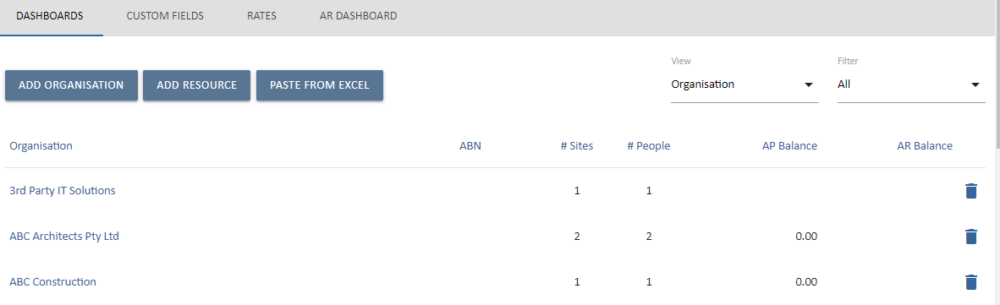 DASHBOARDS CUSTOM FIELDS RATES AR DASHBOARD
View Filter
ADD ORGANISATION ADD RESOURCE PASTE FROM EXCEL Organisation All
Organisation ABN # Sites # People AP Balance AR Balance
3rd Party IT Solutions 1 1
ABC Architects Pty Ltd 2 2 0.00
ABC Construction 1 1 0.00